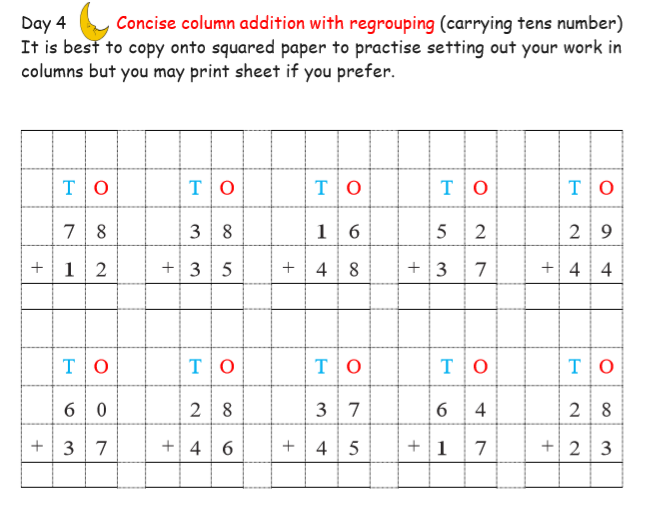 Day 4 Concise column addition with regrouping (carrying tens number)
It is best to copy onto squared paper to practise setting out your work in
columns but you may print sheet if you prefer.
T O T O T O T O T O
7 8 3 8 1 6 5 2 2 9
+ 1 2 + 3 5 + 4 8 + 3 7 + 4 4
T O T O T O T O T O
6 0 2 8 3 7 6 4 2 8
+ 3 7 + 4 6 + 4 5 + 1 7 + 2 3